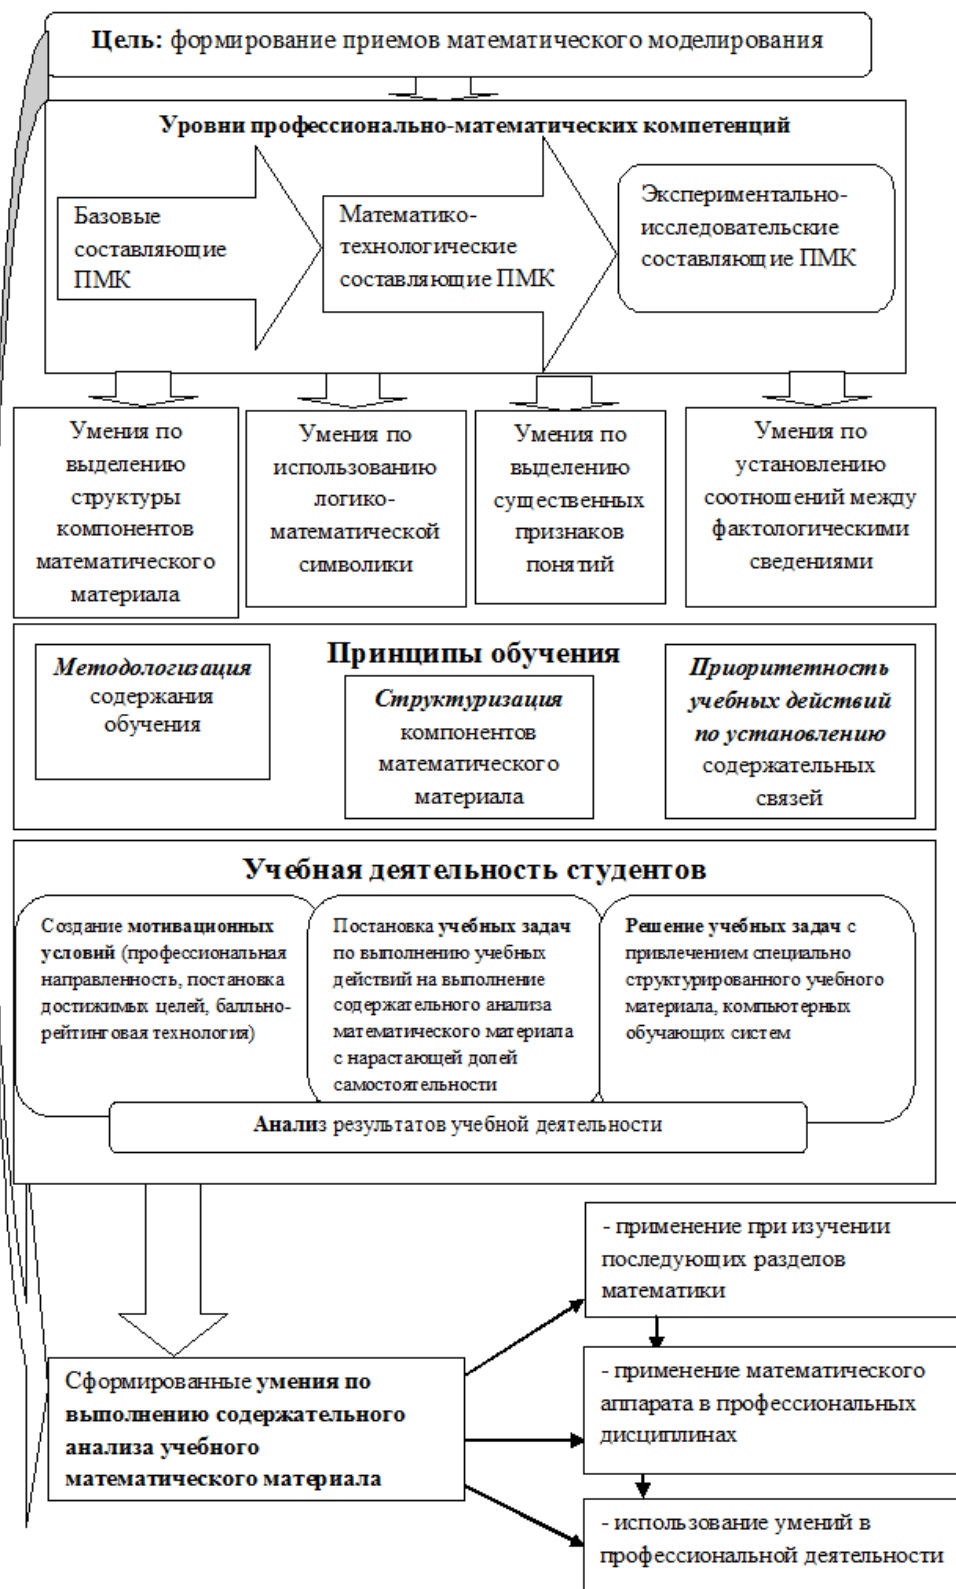 Цель: формирование приемов математического моделирования
Уровни профессионально-математических компетенций
Базовые
составляющие
ПМК
Математико-
технологические
составляющие ПМК
Экспериментально-
исследовательские
составляющие ПМК
Умения по
выделению
структуры
компонентов
математического
материала
Умения по
использованию
логико-
математической
символики
Умения по
выделению
существенных
признаков
понятий
Умения по
установлению
соотношений между
фактологическими
сведениями
Принципы обучения
Методологизация
содержания
обучения
Структуризация
компонентов
математического
материала
Приоритетность
учебных действий
по установлению
содержательных
связей
Учебная деятельность студентов
Создание мотивационных
условий (профессиональная
направленность, постановка
достижимых целей, балльно-
рейтинговая технология)
Постановка учебных задач
по выполнению учебных
действий на выполнение
содержательного анализа
математического материала
с нарастающей долей
самостоятельности
Решение учебных задач с
привлечением специально
структурированного учебного
материала, компьютерных
обучающих систем
Анализ результатов учебной деятельности
Сформированные умения по
выполнению содержательного
анализа учебного
математического материала
- применение при изучении
последующих разделов
математики
- применение математического
аппарата в профессиональных
дисциплинах
- использование умений в
профессиональной деятельности